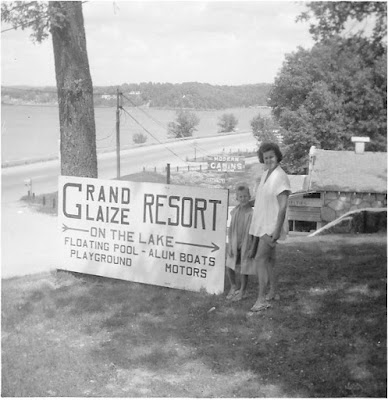 MODERN
CABINS
GRAND
GLAIZE RESORT
ON THE LAKE
FLOATING POOL - ALUM BOATS
PLAYGROUND MOTORS